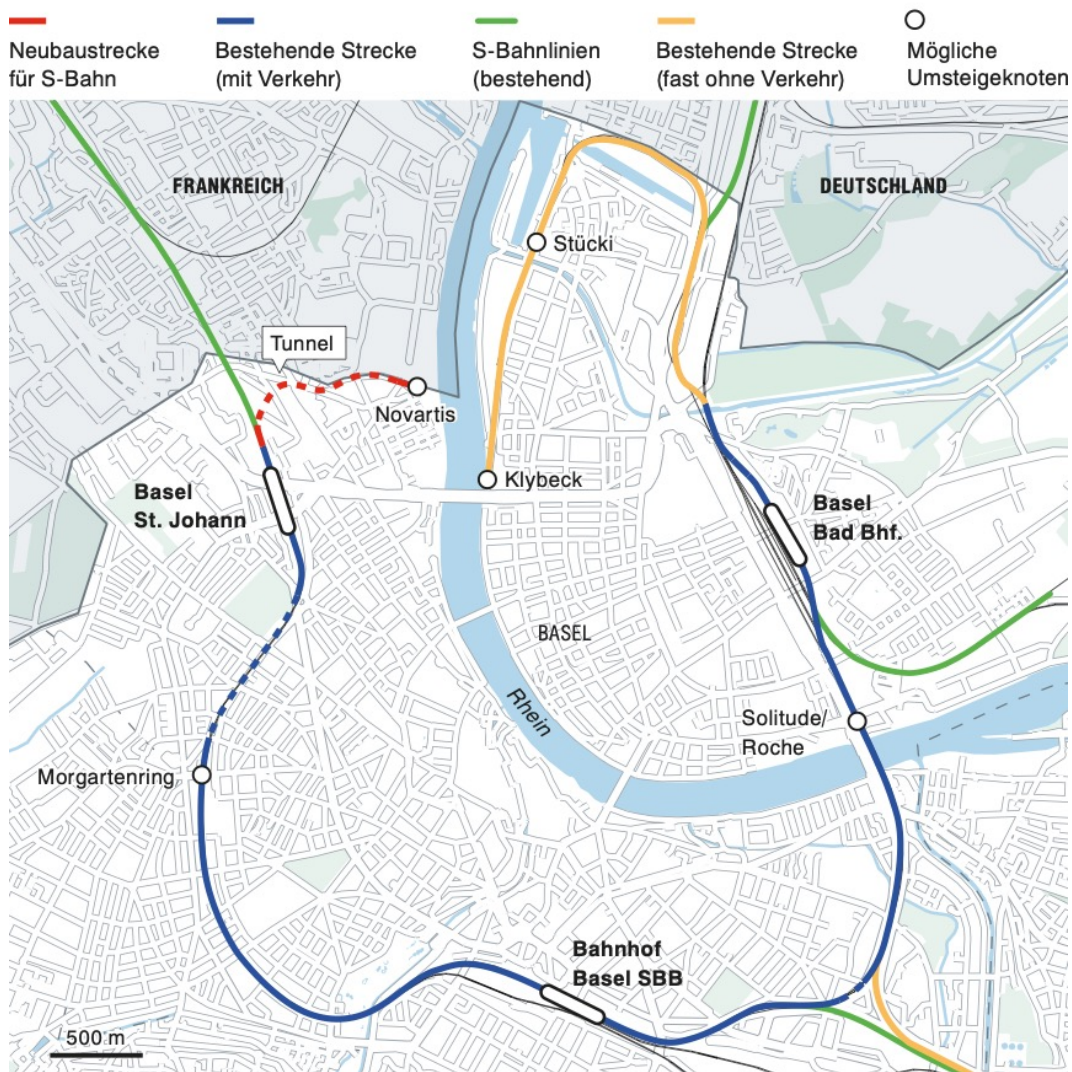 Neubaustrecke
für S-Bahn
Bestehende Strecke
(mit Verkehr)
S-Bahnlinien
(bestehend)
Bestehende Strecke
(fast ohne Verkehr)
Mögliche
Umsteigeknoten
FRANKREICH
DEUTSCHLAND
Stücki
Tunnel
Novartis
Klybeck
Basel
St. Johann
Basel
Bad Bhf.
BASEL
Rhein
Solitude/
Roche
Morgartenring
Bahnhof
Basel SBB
500 m